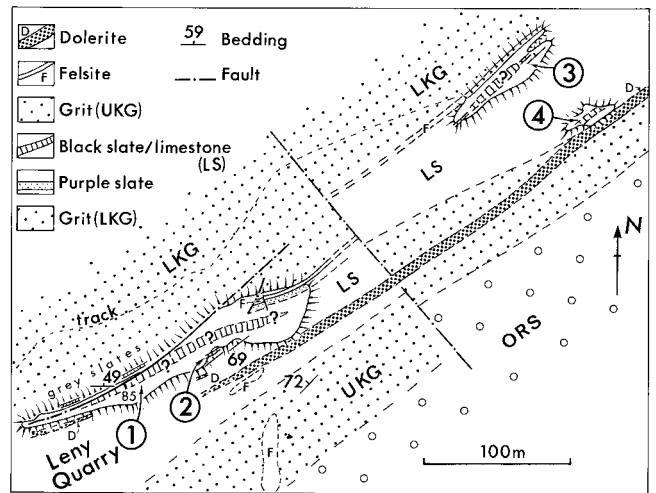 D Dolerite
F Felsite
Grit (UKG)
Black slate/limestone
(LS)
Purple slate
Grit (LKG)
59 Bedding
Fault
LKG
3
4
D
F
LS
LKG
N
track
LS
ORS
F
?
?
?
?
grey slates
49
85
69
2
D
F
72
UKG
1
D
Leny
Quarry
F
100m